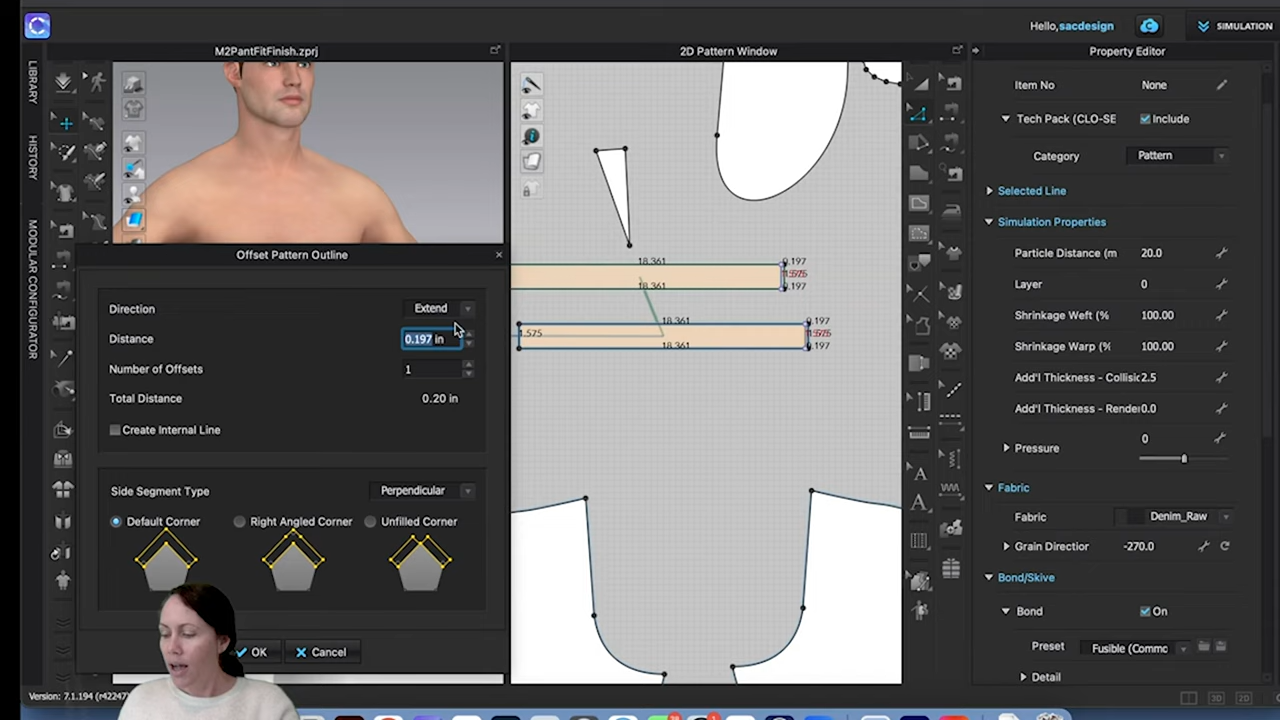 Hello,sacdesign
SIMULATION
M2PantFitFinish.zprj
2D Pattern Window
Property Editor
LIBRARY
HISTORY
MODULAR CONFIGURATOR
Item No None
Tech Pack (CLO-SE Include
Category Pattern
Selected Line
Simulation Properties
Particle Distance (m 20.0
Layer 0
Shrinkage Weft (% 100.00
Shrinkage Warp (% 100.00
Add'l Thickness - Collisic 2.5
Add'l Thickness - Render 0.0
Pressure 0
Fabric
Fabric Denim_Raw
Grain Direction -270.0
Bond/Skive
Bond On
Preset Fusible (Commo
Detail
18.361 0.197
18.361 0.197
18.361 0.197
1.575
18.361 0.197
Offset Pattern Outline
Direction Extend
Distance 0.197 in
Number of Offsets 1
Total Distance 0.20 in
Create Internal Line
Side Segment Type Perpendicular
Default Corner Right Angled Corner Unfilled Corner
OK Cancel
Version: 7.1.194 (r42247
3D 2D